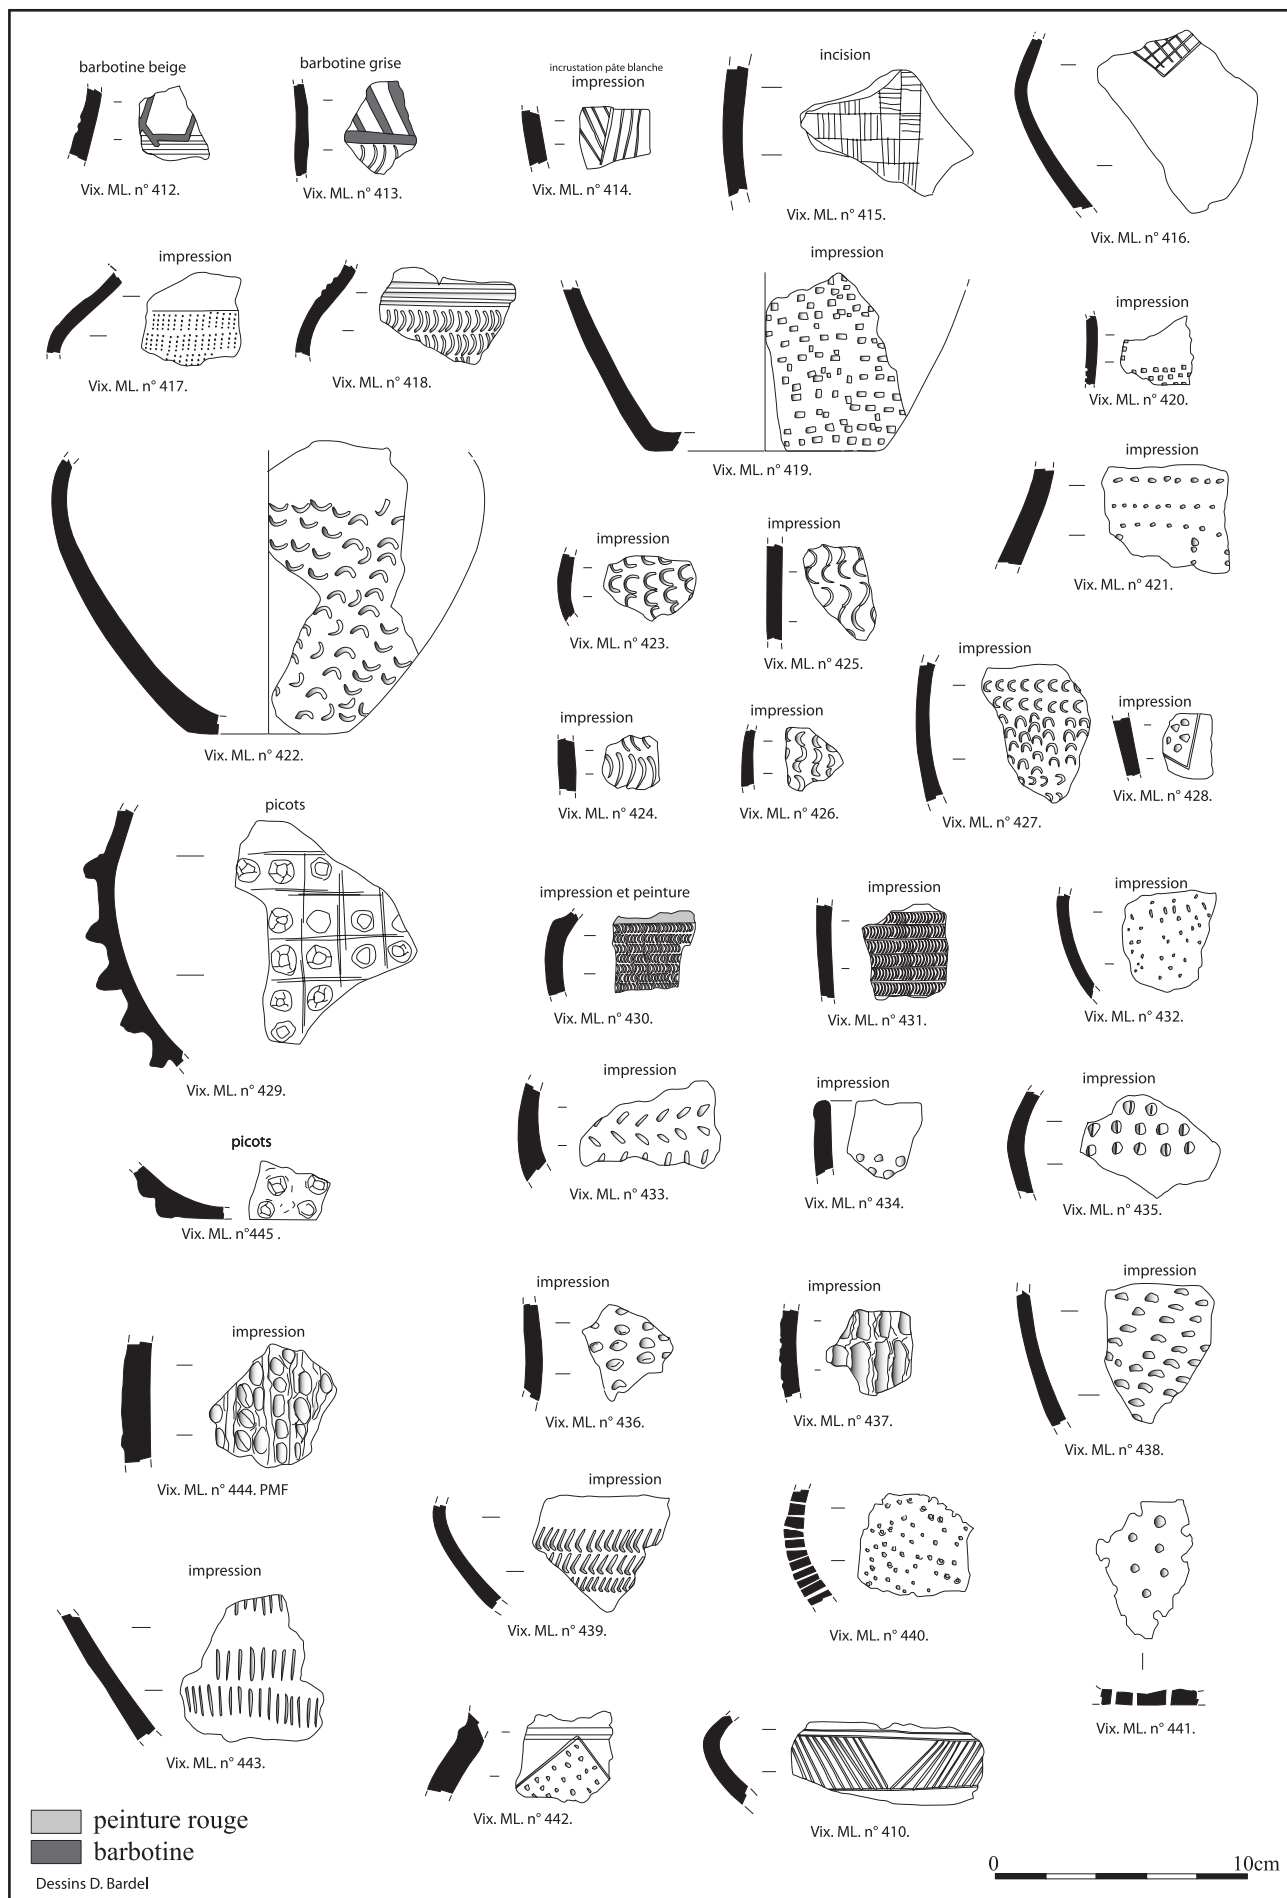 barbotine beige
Vix. ML. n° 412.
barbotine grise
Vix. ML. n° 413.
incrustation pâte blanche
impression
Vix. ML. n° 414.
incision
Vix. ML. n° 415.
Vix. ML. n° 416.
impression
Vix. ML. n° 417.
Vix. ML. n° 418.
impression
Vix. ML. n° 419.
impression
Vix. ML. n° 420.
impression
Vix. ML. n° 421.
Vix. ML. n° 422.
impression
Vix. ML. n° 423.
impression
Vix. ML. n° 425.
impression
Vix. ML. n° 424.
impression
Vix. ML. n° 426.
impression
Vix. ML. n° 427.
impression
Vix. ML. n° 428.
picots
Vix. ML. n° 429.
impression et peinture
Vix. ML. n° 430.
impression
Vix. ML. n° 431.
impression
Vix. ML. n° 432.
picots
Vix. ML. n°445 .
impression
Vix. ML. n° 433.
impression
Vix. ML. n° 434.
impression
Vix. ML. n° 435.
impression
Vix. ML. n° 444. PMF
impression
Vix. ML. n° 436.
impression
Vix. ML. n° 437.
impression
Vix. ML. n° 438.
impression
Vix. ML. n° 439.
Vix. ML. n° 440.
Vix. ML. n° 441.
impression
Vix. ML. n° 443.
Vix. ML. n° 442.
Vix. ML. n° 410.
peinture rouge
barbotine
Dessins D. Bardel
0 10cm